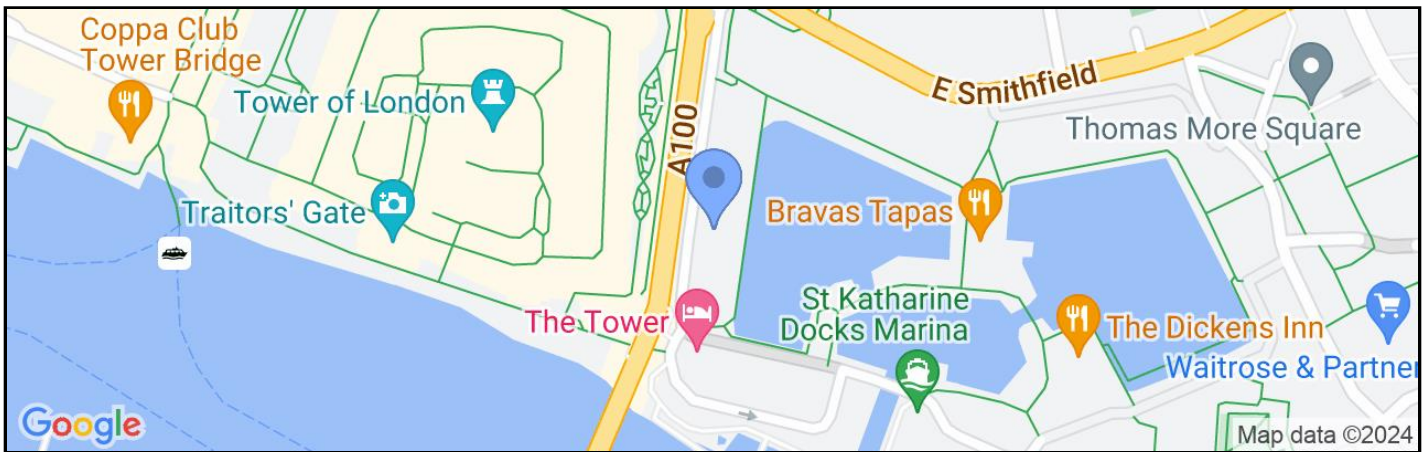 Coppa Club
Tower Bridge
Tower of London
A100
E Smithfield
Thomas More Square
Traitors' Gate
Bravas Tapas
St Katharine
Docks Marina
The Tower
The Dickens Inn
Waitrose & Partner
Google
Map data ©2024